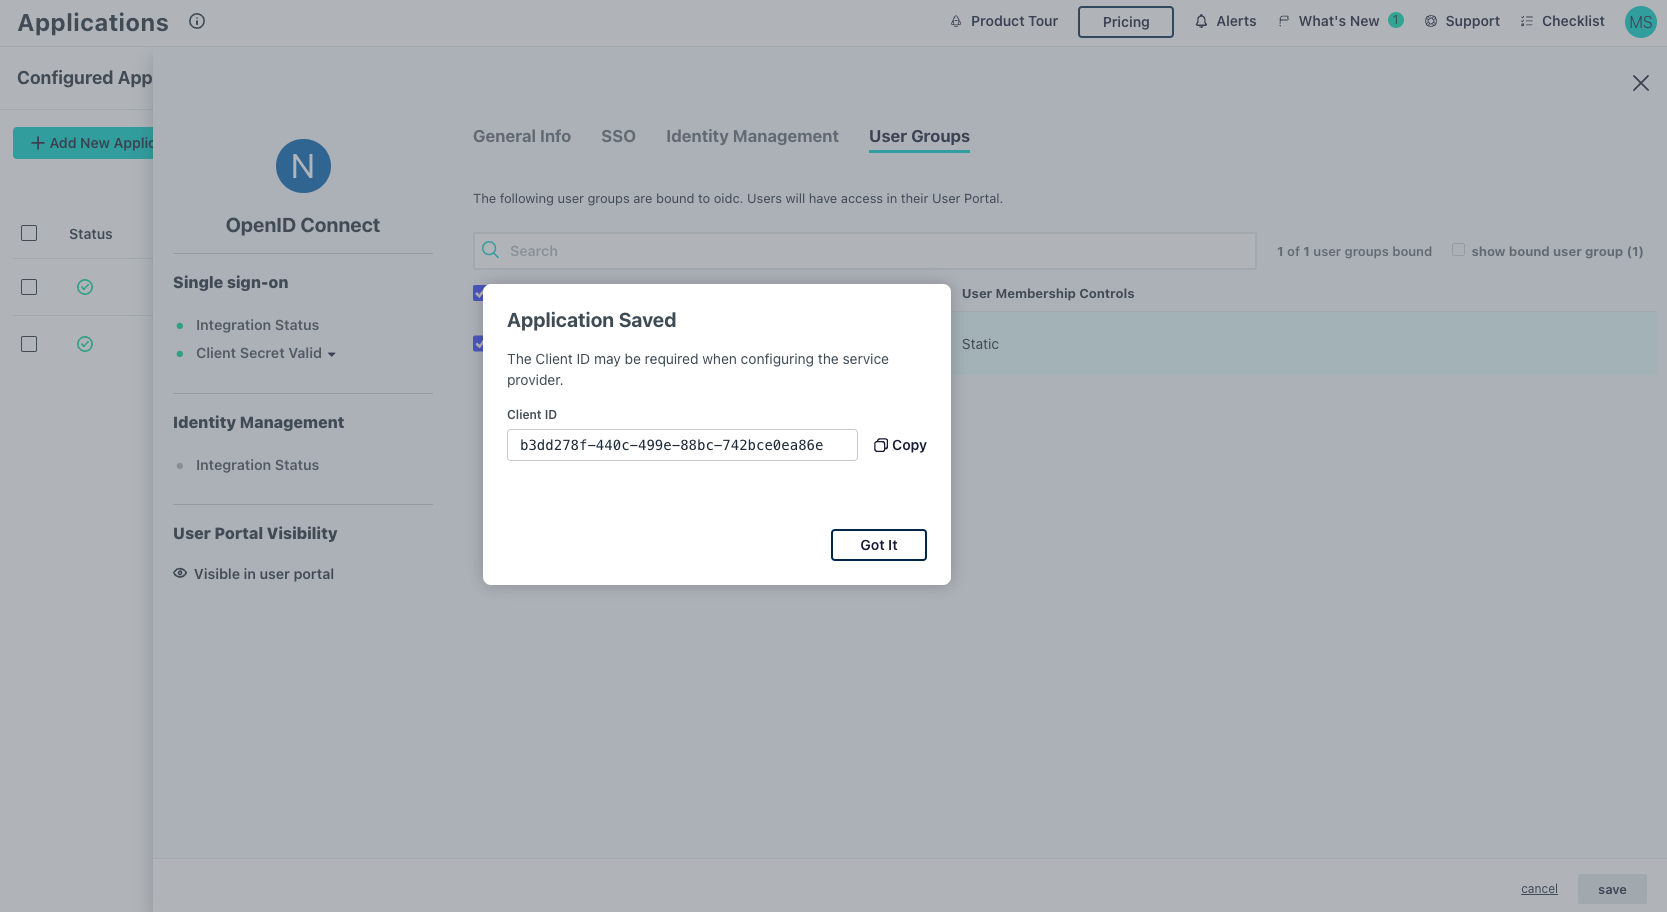 Applications
Product Tour
Pricing
Alerts
What's New 1
Support
Checklist
MS
Configured App
Add New Applic
Status
N
OpenID Connect
Single sign-on
Integration Status
Client Secret Valid
Identity Management
Integration Status
User Portal Visibility
Visible in user portal
General Info
SSO
Identity Management
User Groups
The following user groups are bound to oidc. Users will have access in their User Portal.
Search
1 of 1 user groups bound
show bound user group (1)
User Membership Controls
Static
Application Saved
The Client ID may be required when configuring the service
provider.
Client ID
b3dd278f-440c-499e-88bc-742bce0ea86e
Copy
Got It
cancel
save